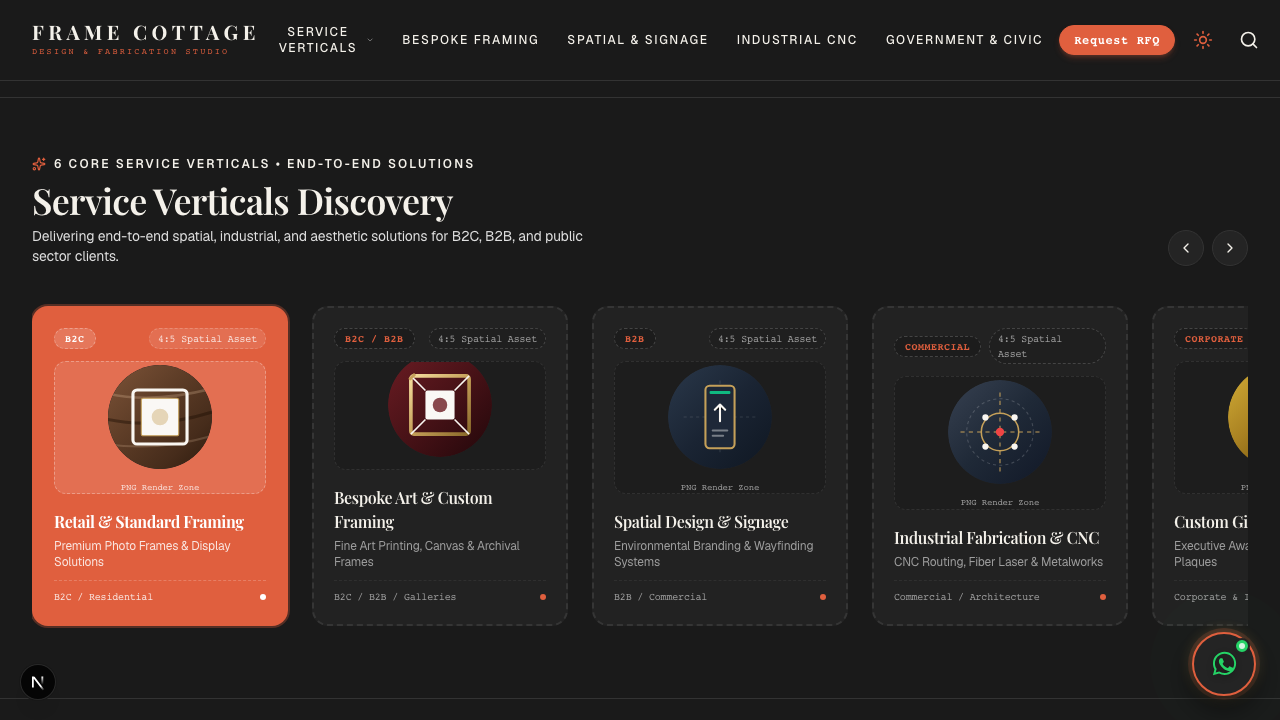 FRAME COTTAGE
DESIGN & FABRICATION STUDIO
SERVICE
VERTICALS
BESPOKE FRAMING
SPATIAL & SIGNAGE
INDUSTRIAL CNC
GOVERNMENT & CIVIC
Request RFQ
6 CORE SERVICE VERTICALS • END-TO-END SOLUTIONS
Service Verticals Discovery
Delivering end-to-end spatial, industrial, and aesthetic solutions for B2C, B2B, and public
sector clients.
B2C
4:5 Spatial Asset
PNG Render Zone
Retail & Standard Framing
Premium Photo Frames & Display
Solutions
B2C / Residential
B2C / B2B
4:5 Spatial Asset
Bespoke Art & Custom
Framing
Fine Art Printing, Canvas & Archival
Frames
B2C / B2B / Galleries
B2B
4:5 Spatial Asset
PNG Render Zone
Spatial Design & Signage
Environmental Branding & Wayfinding
Systems
B2B / Commercial
COMMERCIAL
4:5 Spatial
Asset
PNG Render Zone
Industrial Fabrication & CNC
CNC Routing, Fiber Laser & Metalworks
Commercial / Architecture
CORPORATE
Custom Gi
Executive Awa
Plaques
Corporate &
N